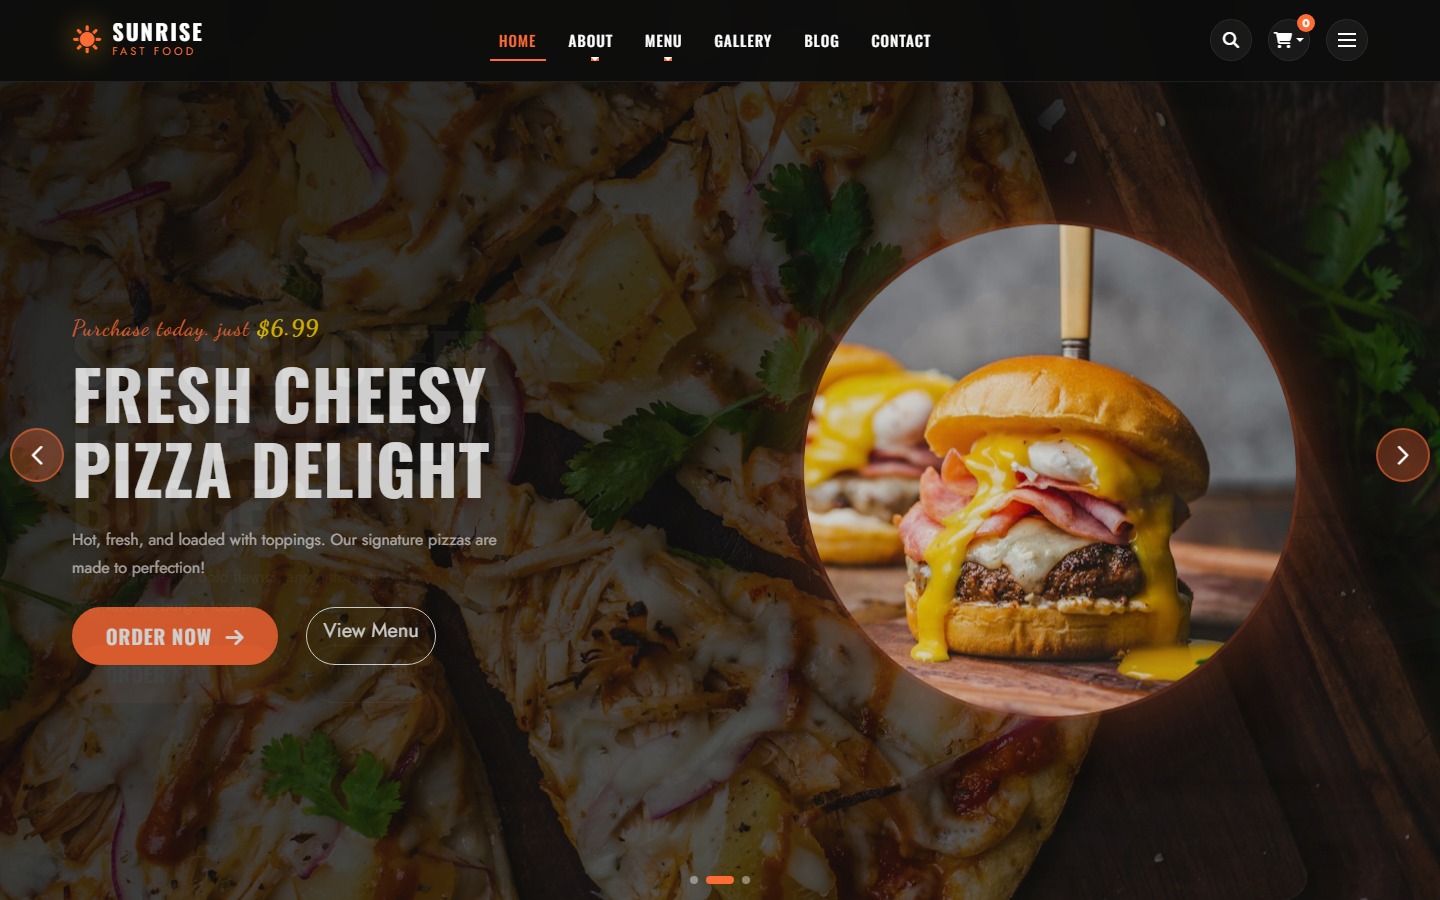 SUNRISE
FAST FOOD
HOME ABOUT MENU GALLERY BLOG CONTACT
0
Purchase today. just $6.99
FRESH CHEESY
PIZZA DELIGHT
Hot, fresh, and loaded with toppings. Our signature pizzas are
made to perfection!
ORDER NOW
View Menu